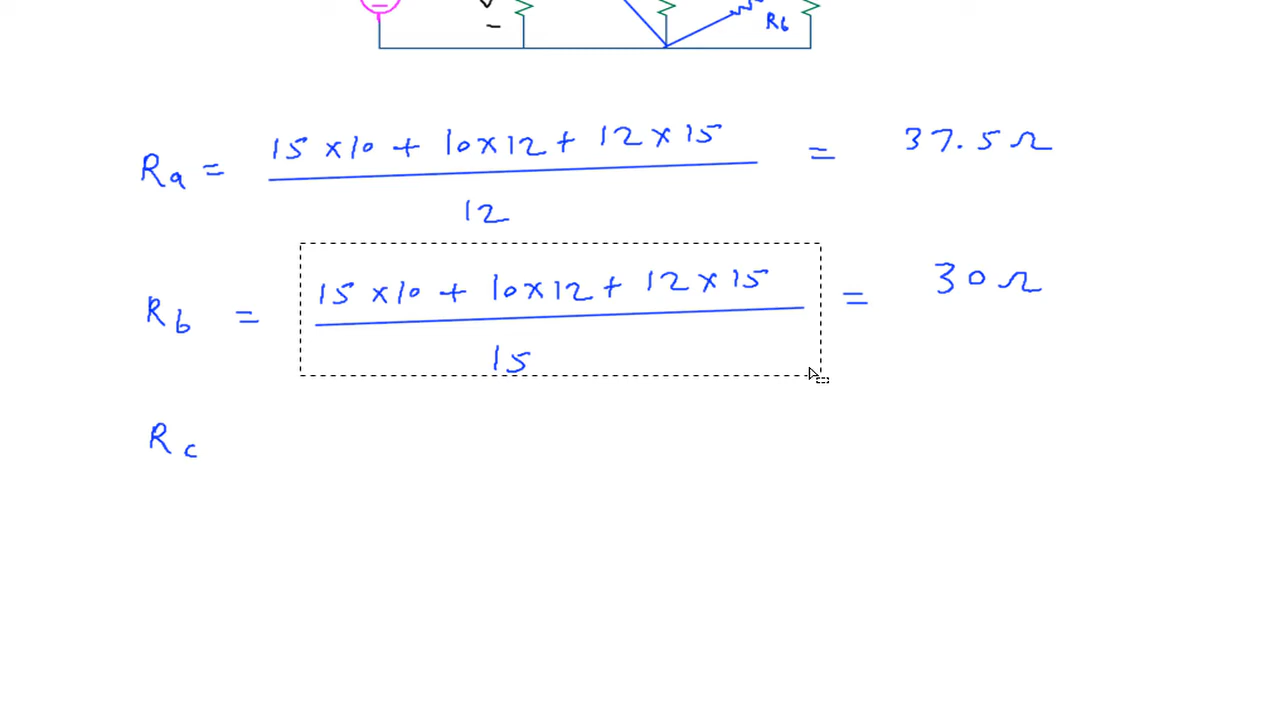 Rb
Ra = 15 × 10 + 10 × 12 + 12 × 15 = 37.5 Ω
12
Rb = 15 × 10 + 10 × 12 + 12 × 15 = 30 Ω
15
Rc